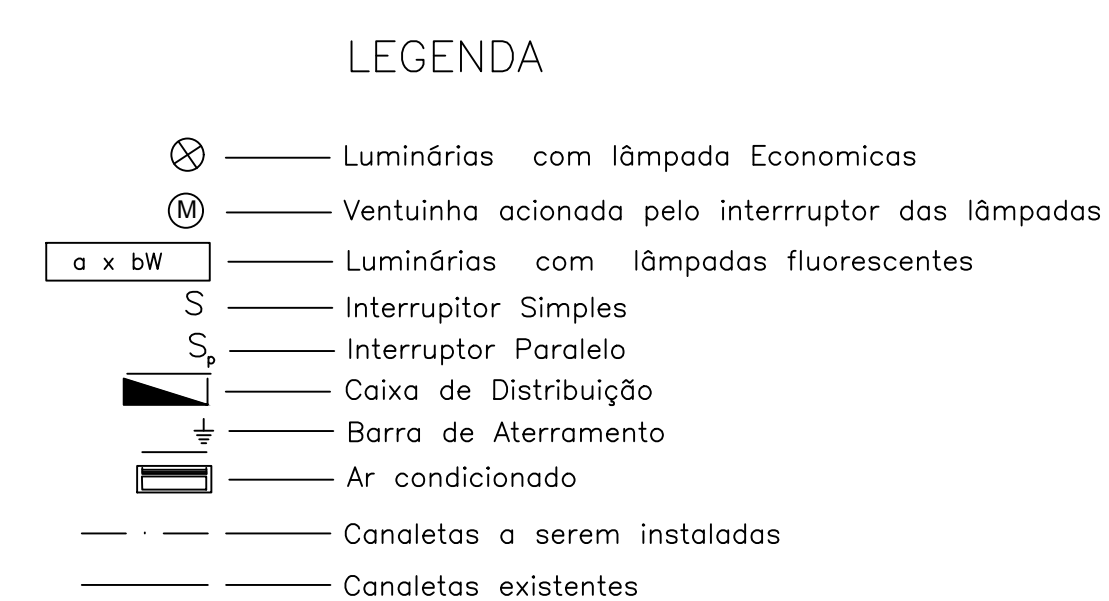 LEGENDA
Luminárias com lâmpada Economicas
M Ventuinha acionada pelo interrruptor das lâmpadas
a x bW Luminárias com lâmpadas fluorescentes
S Interrupitor Simples
Sp Interruptor Paralelo
Caixa de Distribuição
Barra de Aterramento
Ar condicionado
Canaletas a serem instaladas
Canaletas existentes